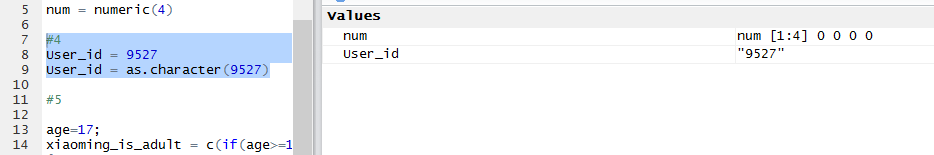 5 num = numeric(4)
6
7 #4
8 User_id = 9527
9 User_id = as.character(9527)
10
11 #5
12
13 age=17;
14 xiaoming_is_adult = c(if(age>=1
Values
num num [1:4] 0 0 0 0
User_id "9527"